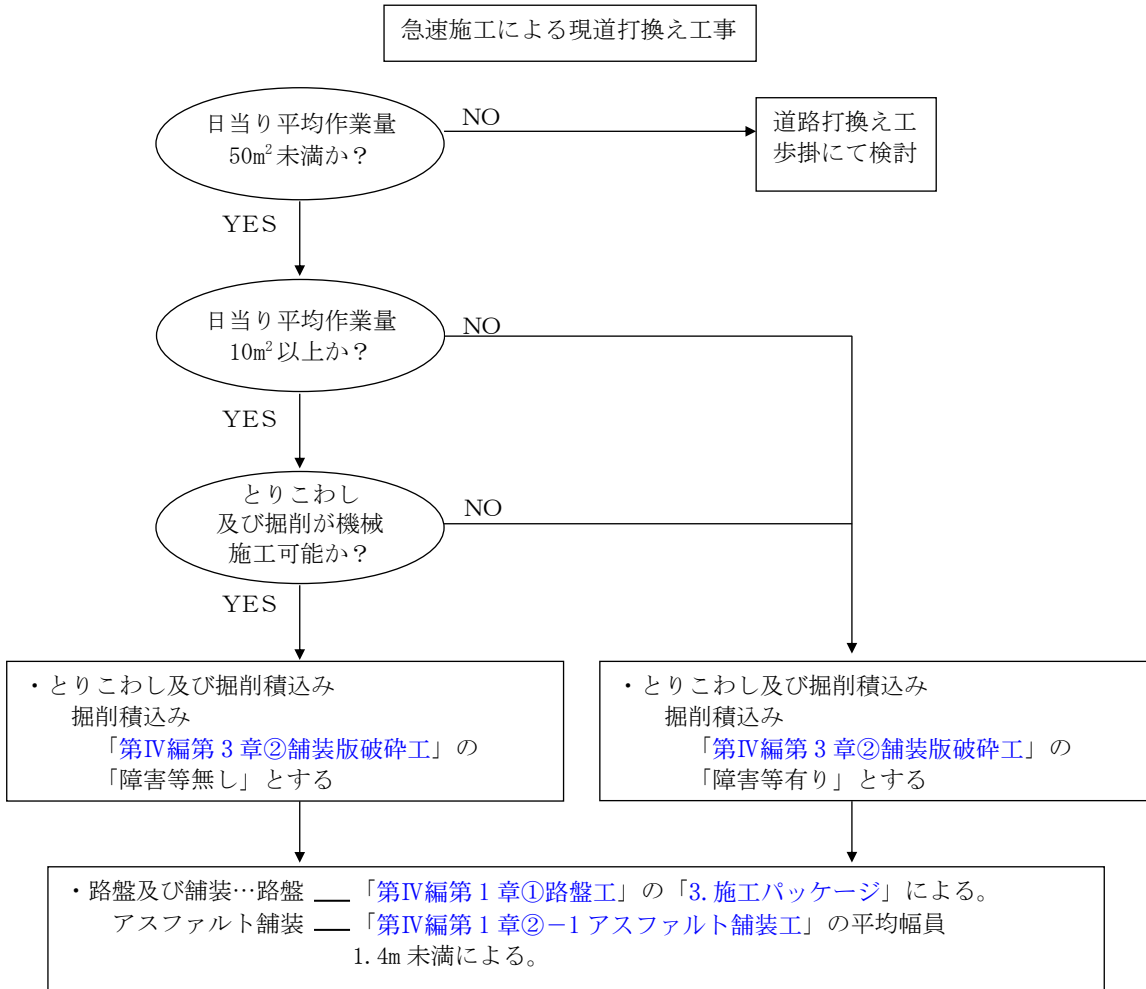 急速施工による現道打換え工事
日当り平均作業量
50m²未満か？
NO
道路打換え工
歩掛にて検討
YES
日当り平均作業量
10m²以上か？
NO
YES
とりこわし
及び掘削が機械
施工可能か？
NO
YES
・とりこわし及び掘削積込み
掘削積込み
「第Ⅳ編第3章②舗装版破砕工」の
「障害等無し」とする
・とりこわし及び掘削積込み
掘削積込み
「第Ⅳ編第3章②舗装版破砕工」の
「障害等有り」とする
・路盤及び舗装…路盤 ── 「第Ⅳ編第1章①路盤工」の「3.施工パッケージ」による。
アスファルト舗装 ── 「第Ⅳ編第1章②－1アスファルト舗装工」の平均幅員
1.4m未満による。